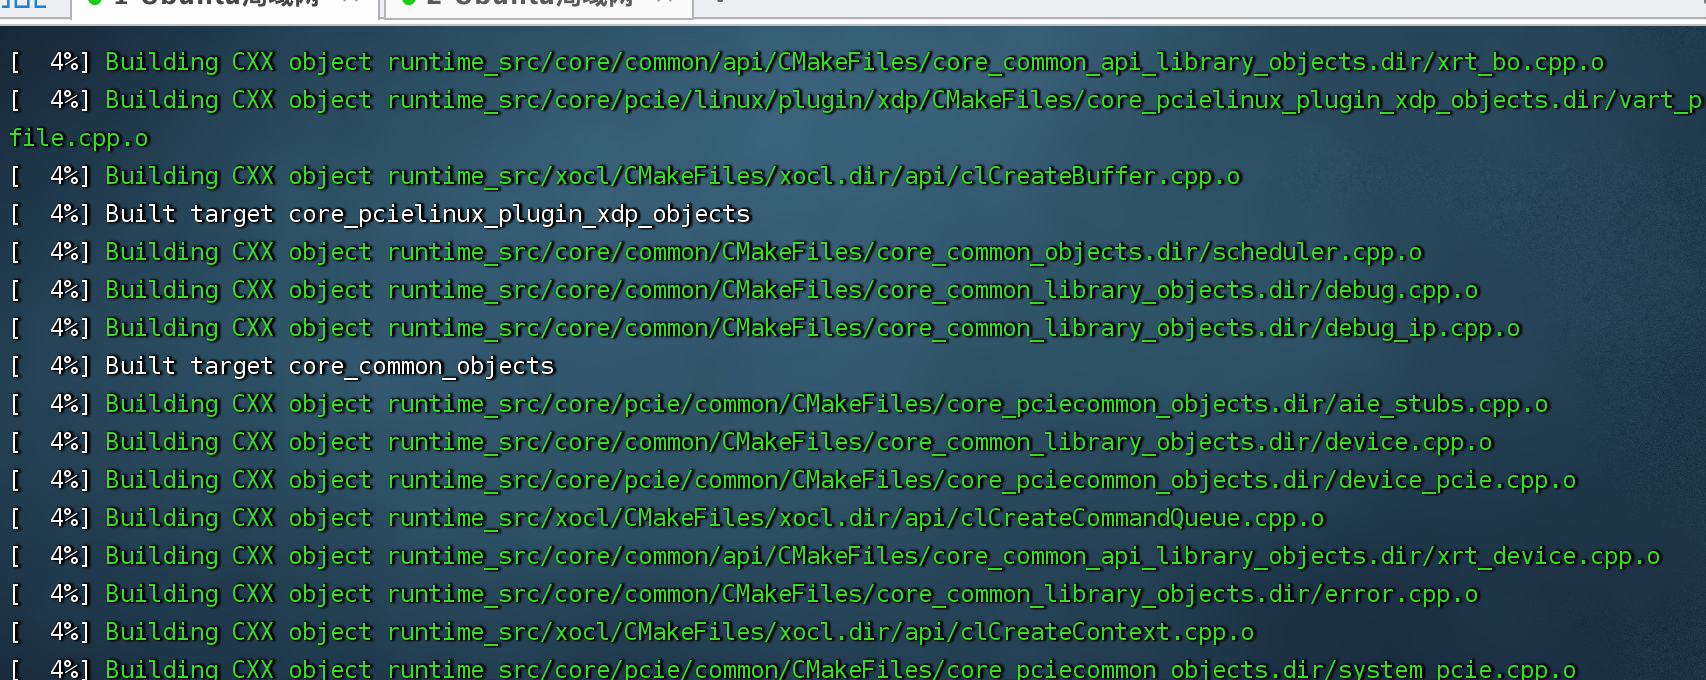 1 Ubuntu局域网
2 Ubuntu局域网
[  4%] Building CXX object runtime_src/core/common/api/CMakeFiles/core_common_api_library_objects.dir/xrt_bo.cpp.o
[  4%] Building CXX object runtime_src/core/pcie/linux/plugin/xdp/CMakeFiles/core_pcielinux_plugin_xdp_objects.dir/vart_p
file.cpp.o
[  4%] Building CXX object runtime_src/xocl/CMakeFiles/xocl.dir/api/clCreateBuffer.cpp.o
[  4%] Built target core_pcielinux_plugin_xdp_objects
[  4%] Building CXX object runtime_src/core/common/CMakeFiles/core_common_objects.dir/scheduler.cpp.o
[  4%] Building CXX object runtime_src/core/common/CMakeFiles/core_common_library_objects.dir/debug.cpp.o
[  4%] Building CXX object runtime_src/core/common/CMakeFiles/core_common_library_objects.dir/debug_ip.cpp.o
[  4%] Built target core_common_objects
[  4%] Building CXX object runtime_src/core/pcie/common/CMakeFiles/core_pciecommon_objects.dir/aie_stubs.cpp.o
[  4%] Building CXX object runtime_src/core/common/CMakeFiles/core_common_library_objects.dir/device.cpp.o
[  4%] Building CXX object runtime_src/core/pcie/common/CMakeFiles/core_pciecommon_objects.dir/device_pcie.cpp.o
[  4%] Building CXX object runtime_src/xocl/CMakeFiles/xocl.dir/api/clCreateCommandQueue.cpp.o
[  4%] Building CXX object runtime_src/core/common/api/CMakeFiles/core_common_api_library_objects.dir/xrt_device.cpp.o
[  4%] Building CXX object runtime_src/core/common/CMakeFiles/core_common_library_objects.dir/error.cpp.o
[  4%] Building CXX object runtime_src/xocl/CMakeFiles/xocl.dir/api/clCreateContext.cpp.o
[  4%] Building CXX object runtime_src/core/pcie/common/CMakeFiles/core_pciecommon_objects.dir/system_pcie.cpp.o